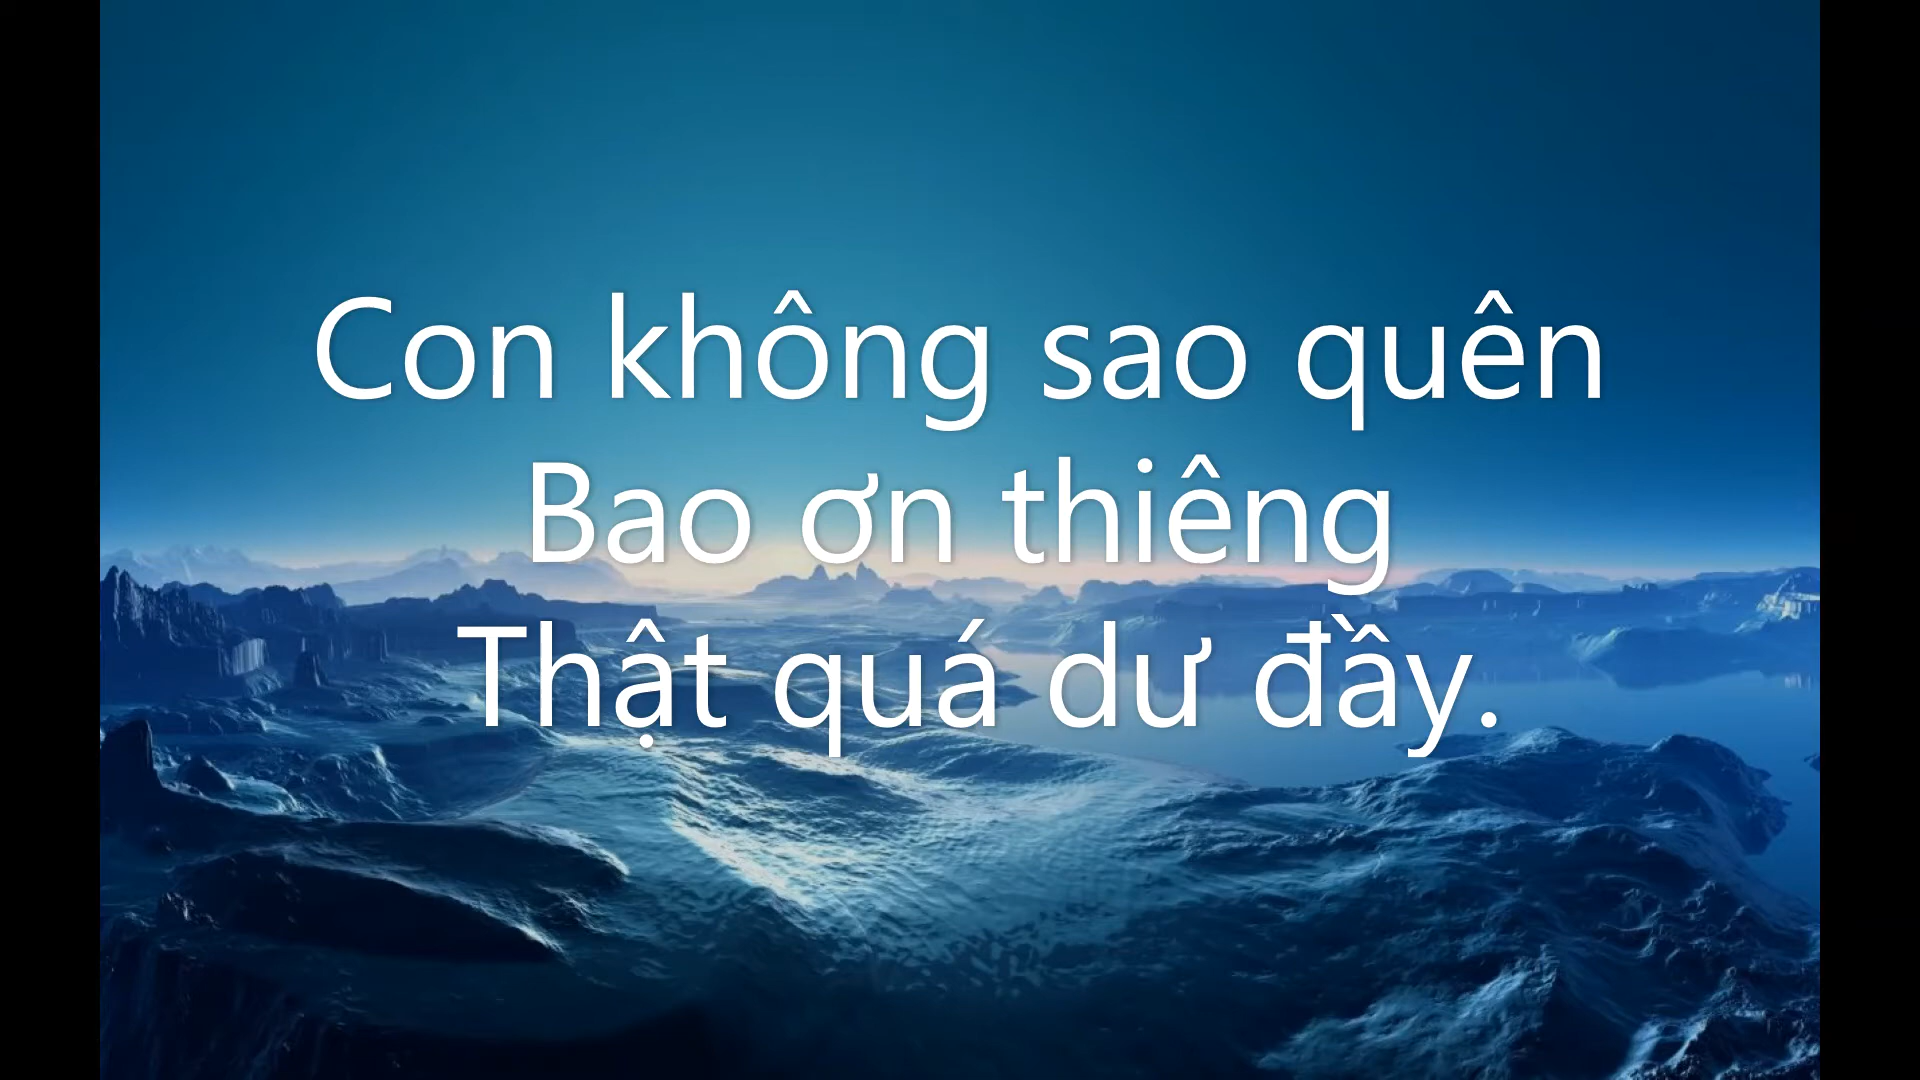 Con không sao quên
Bao ơn thiêng
Thật quá dư đầy.